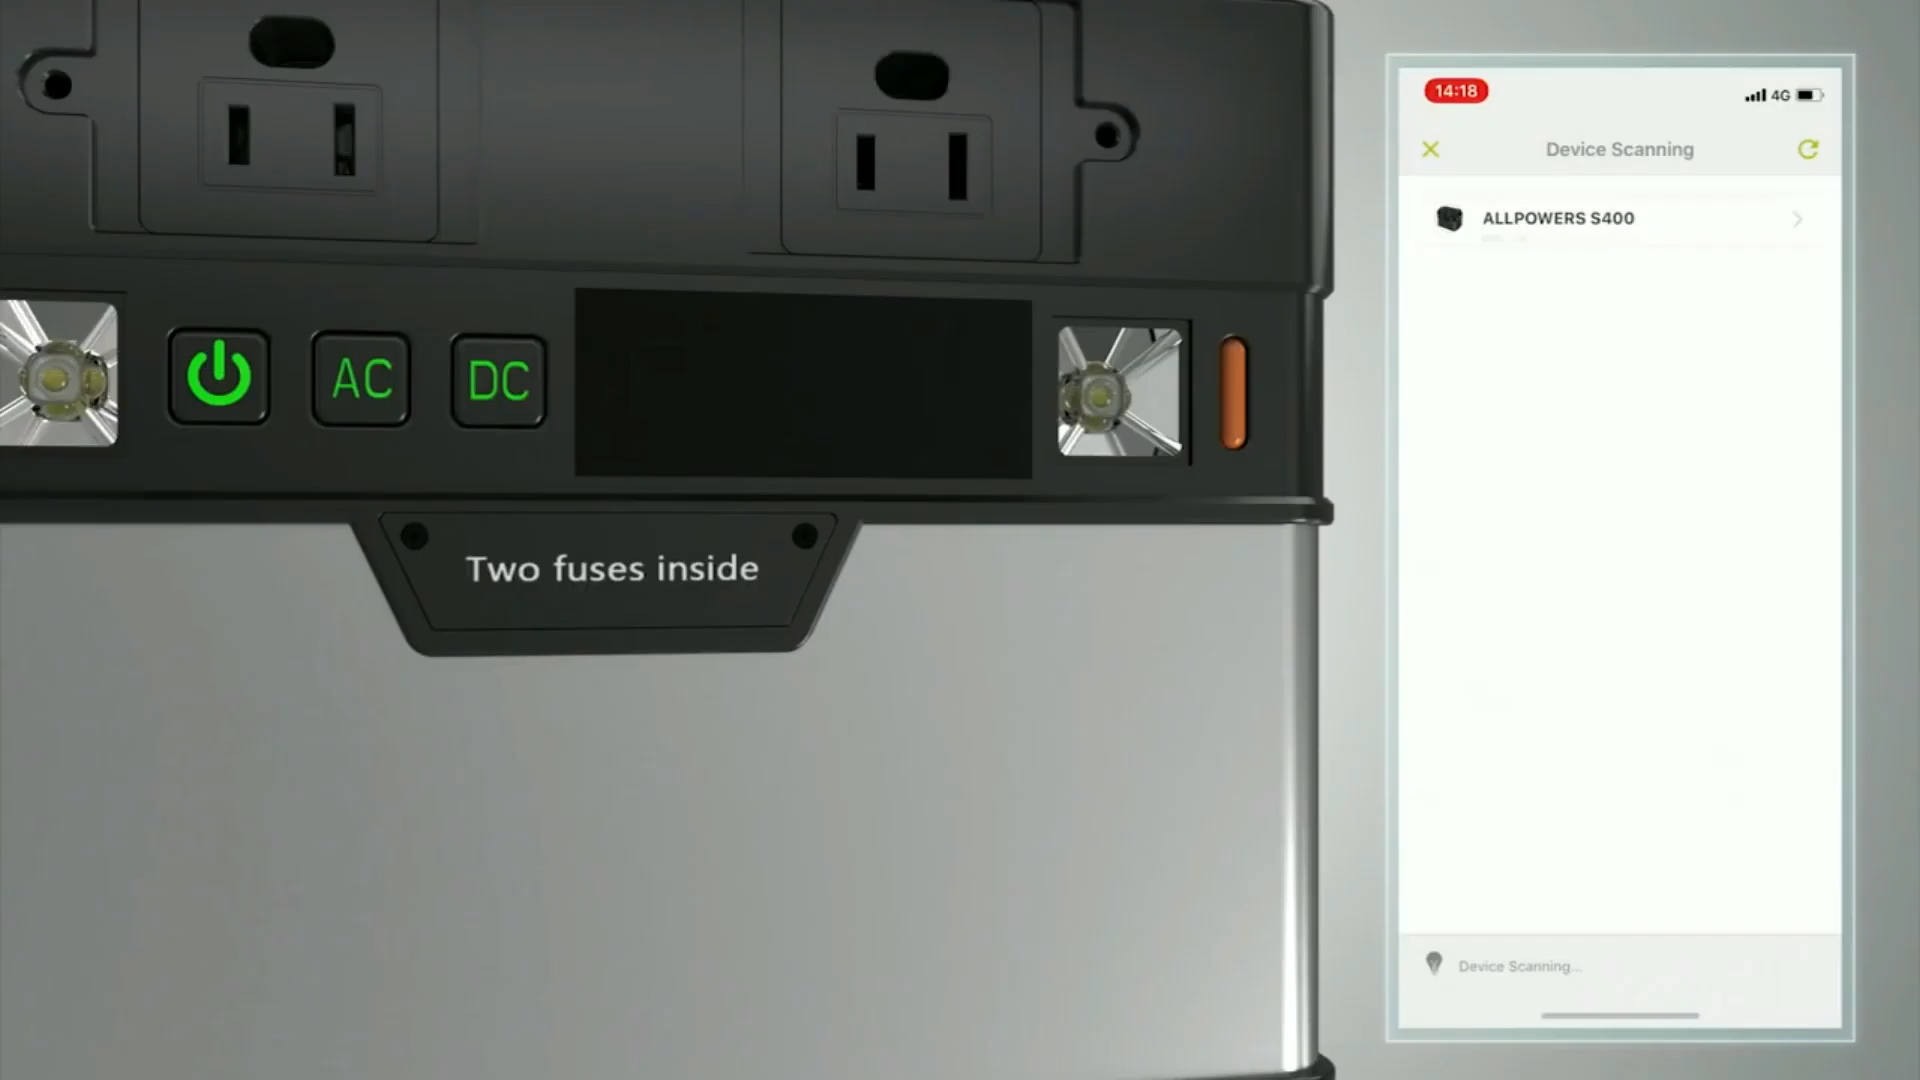 AC
DC
Two fuses inside
14:18
4G
Device Scanning
ALLPOWERS S400
Device Scanning...